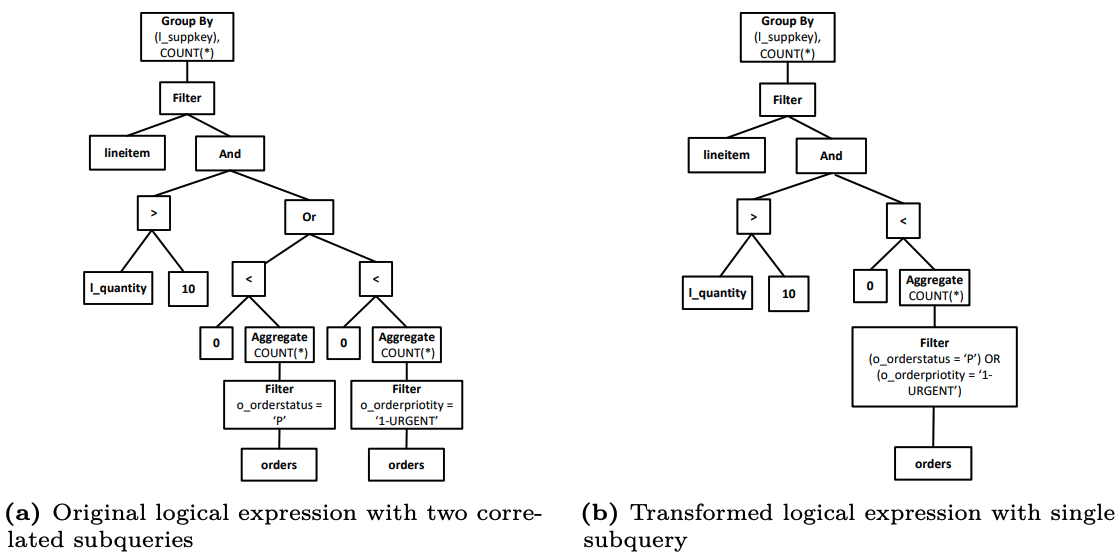 Group By
(l_suppkey),
COUNT(*)
Filter
lineitem
And
>
Or
l_quantity
10
<
<
0
Aggregate
COUNT(*)
0
Aggregate
COUNT(*)
Filter
o_orderstatus =
‘P’
Filter
o_orderpriotity =
‘1-URGENT’
orders
orders
(a) Original logical expression with two corre-
lated subqueries
Group By
(l_suppkey),
COUNT(*)
Filter
lineitem
And
>
<
l_quantity
10
0
Aggregate
COUNT(*)
Filter
(o_orderstatus = ‘P’) OR
(o_orderpriotity = ‘1-
URGENT’)
orders
(b) Transformed logical expression with single
subquery